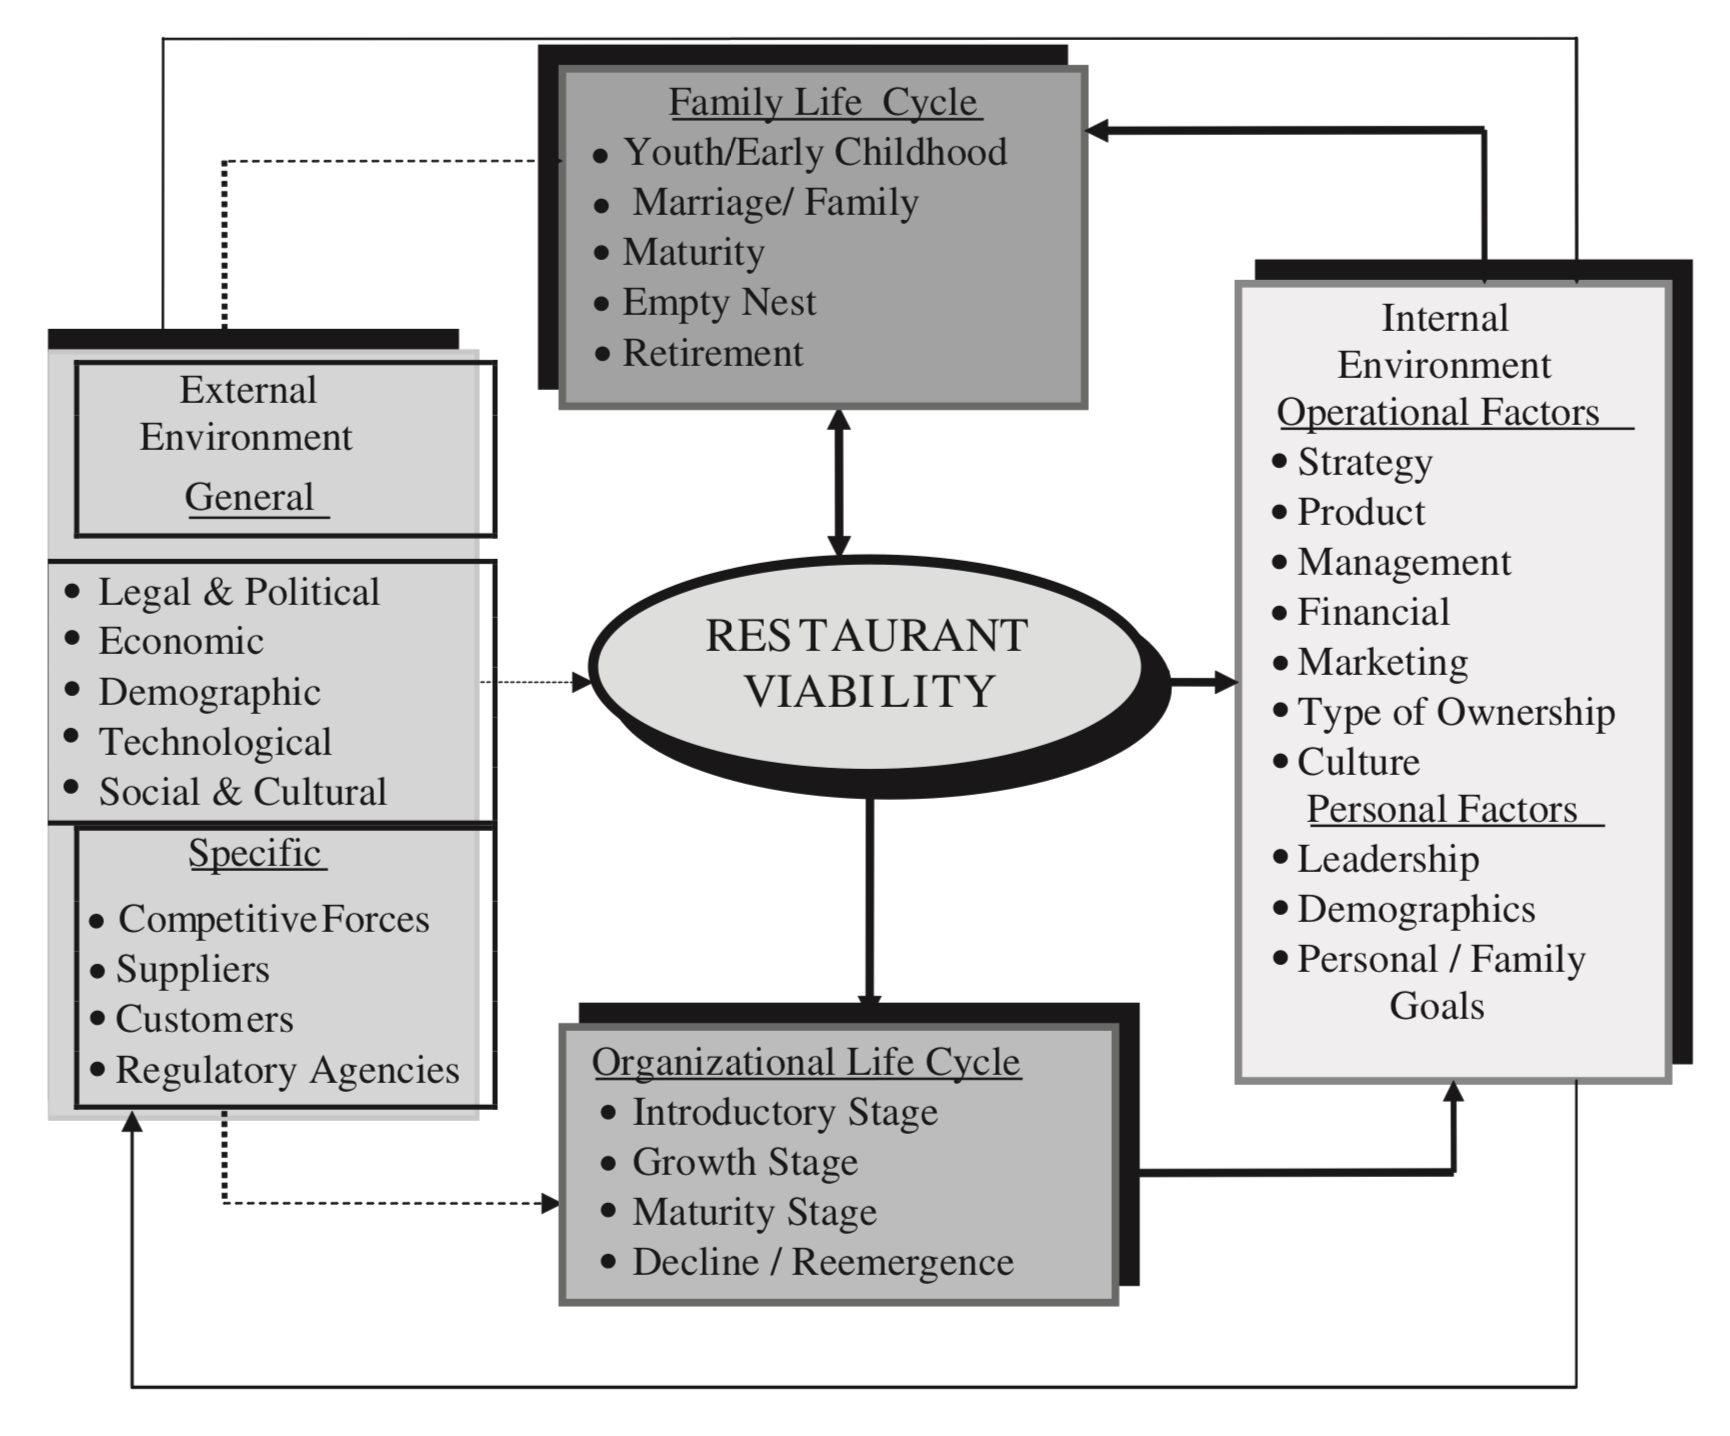 Family Life Cycle
• Youth/Early Childhood
• Marriage/ Family
• Maturity
• Empty Nest
• Retirement
External
Environment
General
• Legal & Political
• Economic
• Demographic
• Technological
• Social & Cultural
Specific
• Competitive Forces
• Suppliers
• Customers
• Regulatory Agencies
RESTAURANT
VIABILITY
Internal
Environment
Operational Factors
• Strategy
• Product
• Management
• Financial
• Marketing
• Type of Ownership
• Culture
Personal Factors
• Leadership
• Demographics
• Personal / Family
Goals
Organizational Life Cycle
• Introductory Stage
• Growth Stage
• Maturity Stage
• Decline / Reemergence